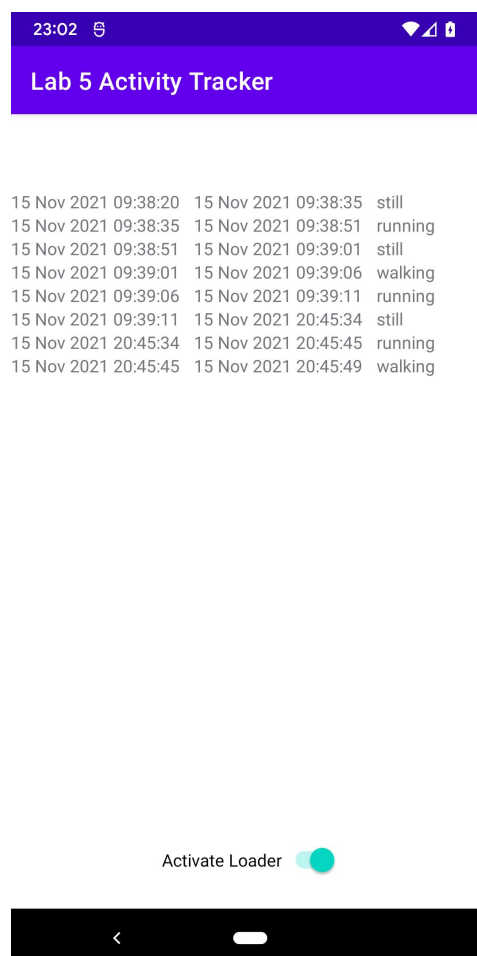 23:02
Lab 5 Activity Tracker
15 Nov 2021 09:38:20 15 Nov 2021 09:38:35 still
15 Nov 2021 09:38:35 15 Nov 2021 09:38:51 running
15 Nov 2021 09:38:51 15 Nov 2021 09:39:01 still
15 Nov 2021 09:39:01 15 Nov 2021 09:39:06 walking
15 Nov 2021 09:39:06 15 Nov 2021 09:39:11 running
15 Nov 2021 09:39:11 15 Nov 2021 20:45:34 still
15 Nov 2021 20:45:34 15 Nov 2021 20:45:45 running
15 Nov 2021 20:45:45 15 Nov 2021 20:45:49 walking
Activate Loader